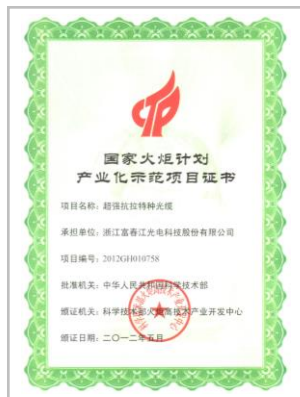 国家火炬计划
产业化示范项目证书
项目名称：超强抗拉特种光缆
承担单位：浙江富春江光电科技股份有限公司
项目编号：2012GH010758
批准机关：中华人民共和国科学技术部
颁证机关：科学技术部火炬高技术产业开发中心
颁证日期：二〇一二年五月